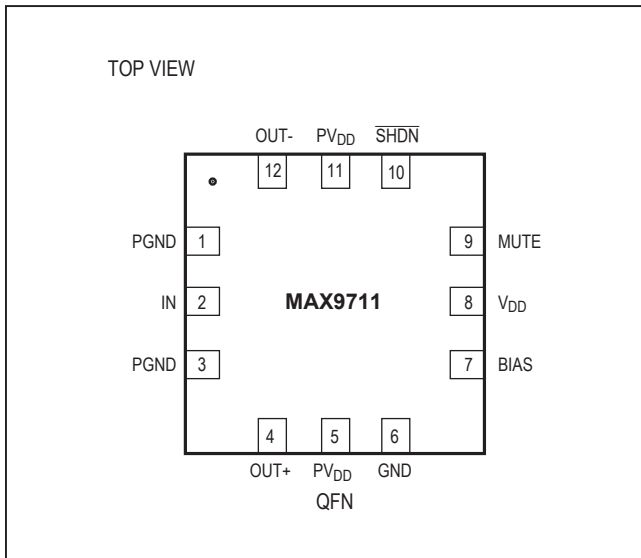 TOP VIEW
OUT- PVDD SHDN
12 11 10
PGND 1 9 MUTE
IN 2 MAX9711 8 VDD
PGND 3 7 BIAS
4 5 6
OUT+ PVDD GND
QFN